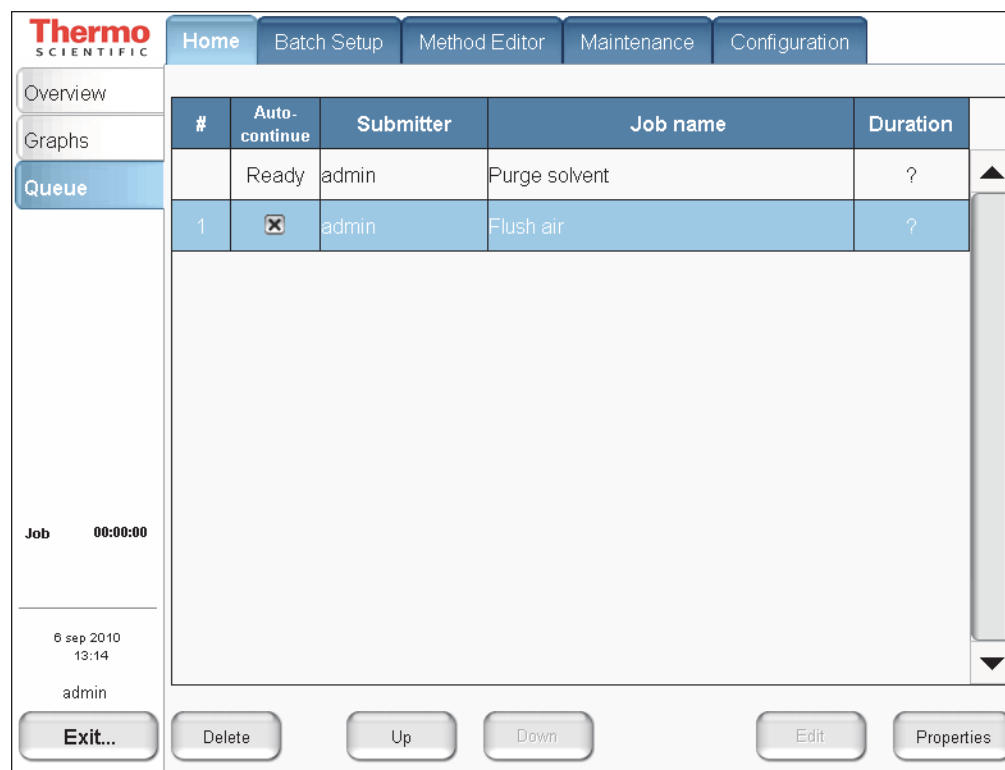 Thermo
SCIENTIFIC
Home Batch Setup Method Editor Maintenance Configuration
Overview
Graphs
Queue
# Auto-continue Submitter Job name Duration
Ready admin Purge solvent ?
1 admin Flush air ?
Job 00:00:00
6 sep 2010
13:14
admin
Exit... Delete Up Down Edit Properties